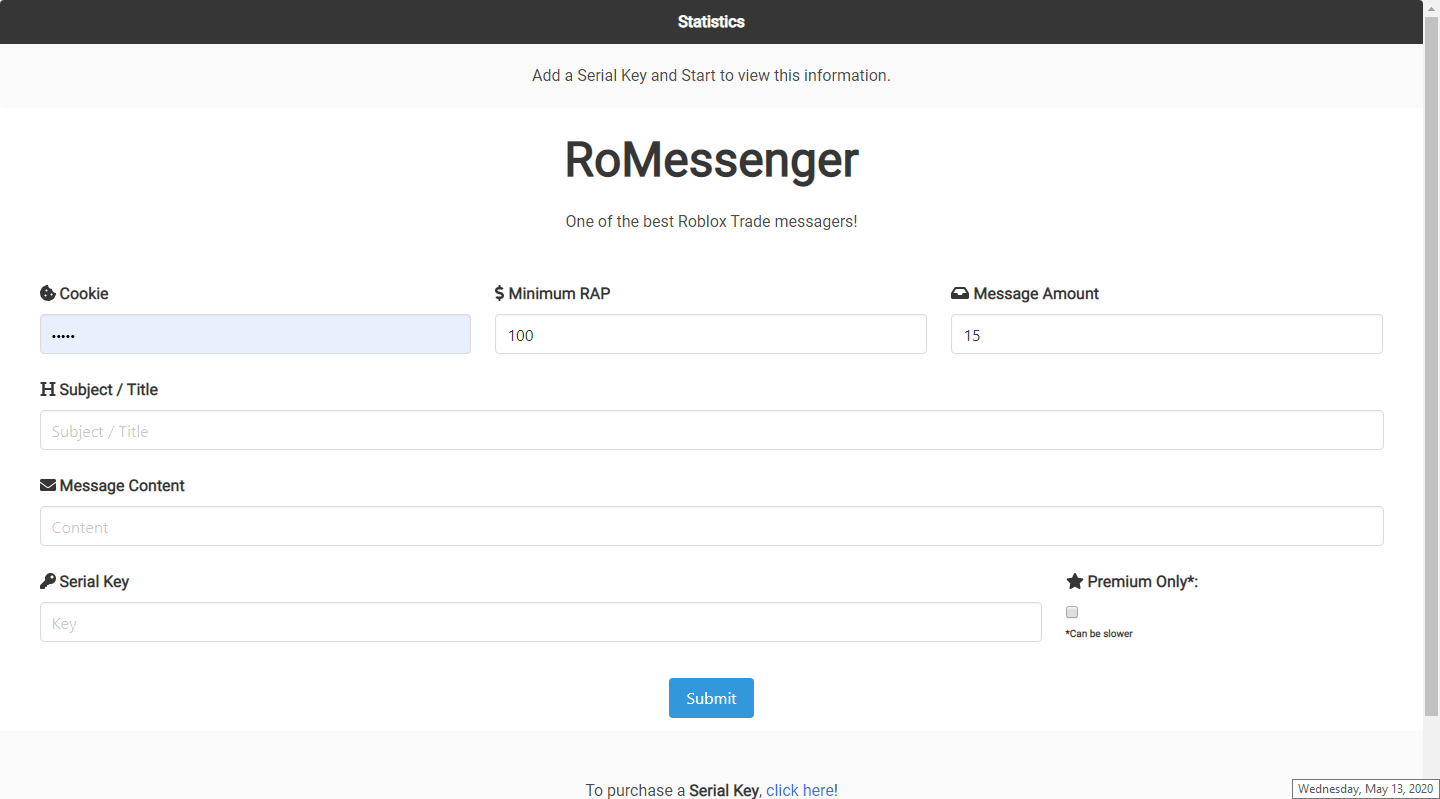 Statistics
Add a Serial Key and Start to view this information.
RoMessenger
One of the best Roblox Trade messagers!
Cookie
$ Minimum RAP
Message Amount
•••••
100
15
H Subject / Title
Subject / Title
Message Content
Content
Serial Key
Premium Only*:
Key
*Can be slower
Submit
To purchase a Serial Key, click here!
Wednesday, May 13, 2020